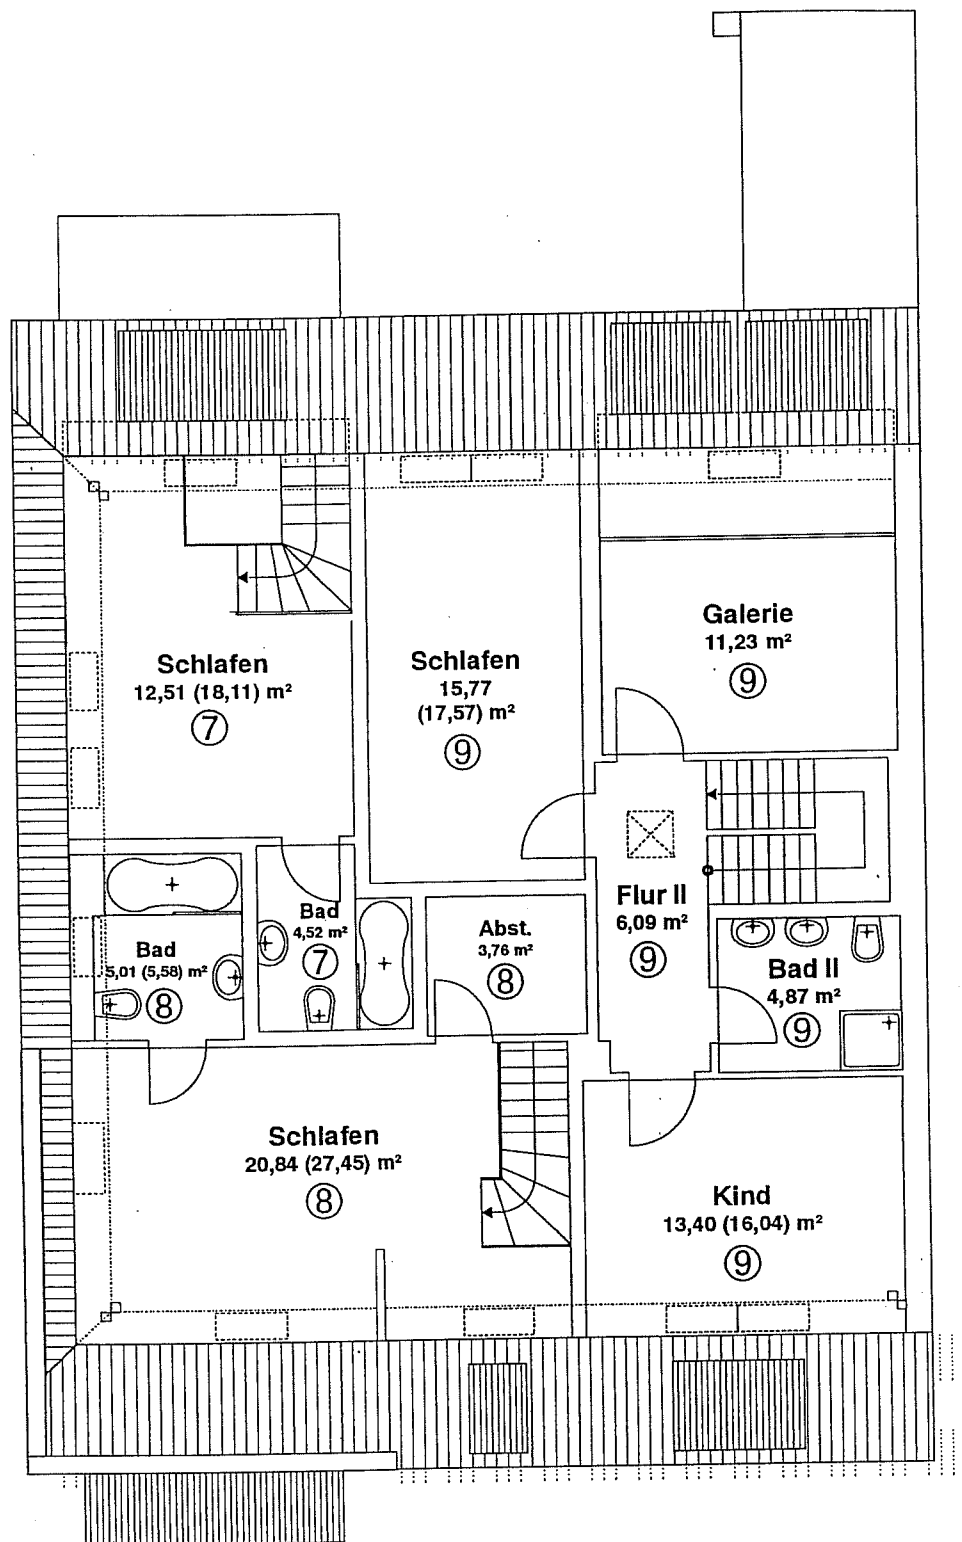 Galerie
11,23 m²
9
Schlafen
12,51 (18,11) m²
7
Schlafen
15,77
(17,57) m²
9
Flur II
6,09 m²
9
Bad
4,52 m²
7
Abst.
3,76 m²
8
Bad
5,01 (5,58) m²
8
Bad II
4,87 m²
9
Schlafen
20,84 (27,45) m²
8
Kind
13,40 (16,04) m²
9